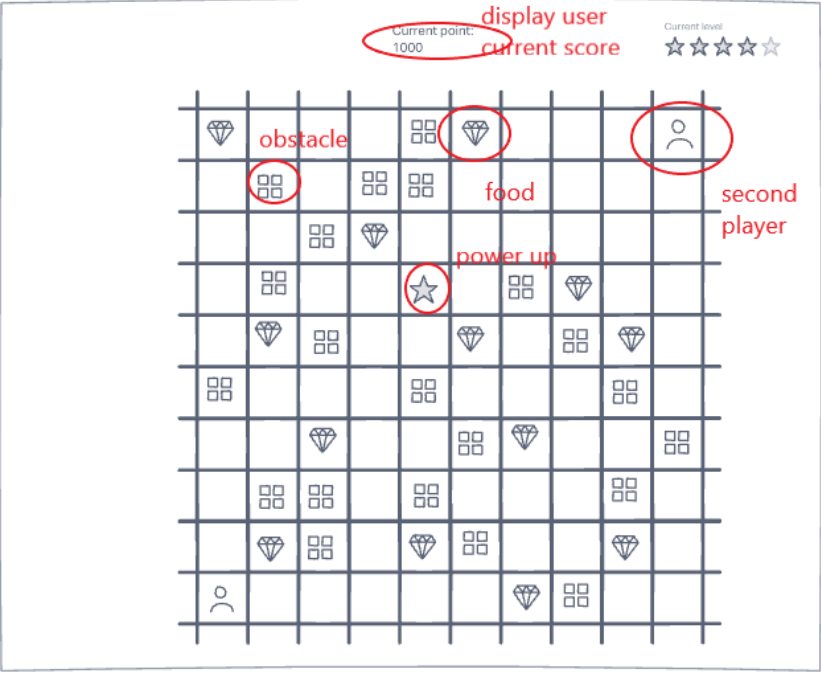 display user
Current point:
1000
current score
Current level
obstacle
food
second
player
power up